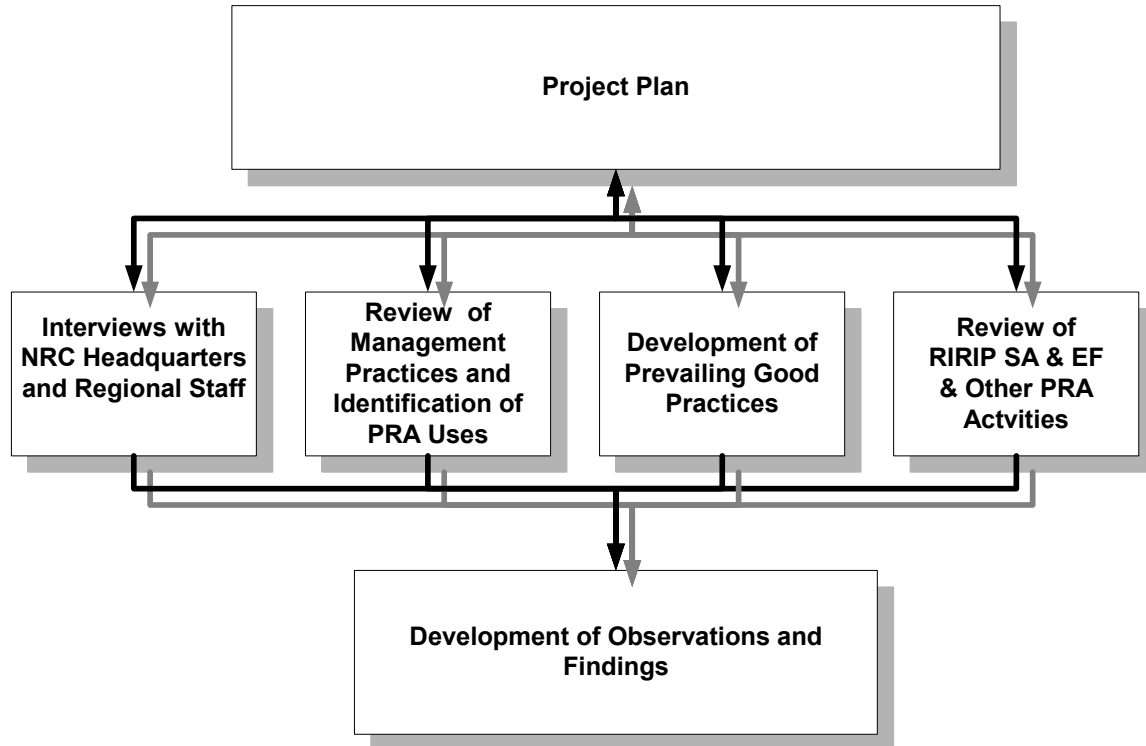 Project Plan
Interviews with
NRC Headquarters
and Regional Staff
Review of
Management
Practices and
Identification of
PRA Uses
Development of
Prevailing Good
Practices
Review of
RIRIP SA & EF
& Other PRA
Actvities
Development of Observations and
Findings